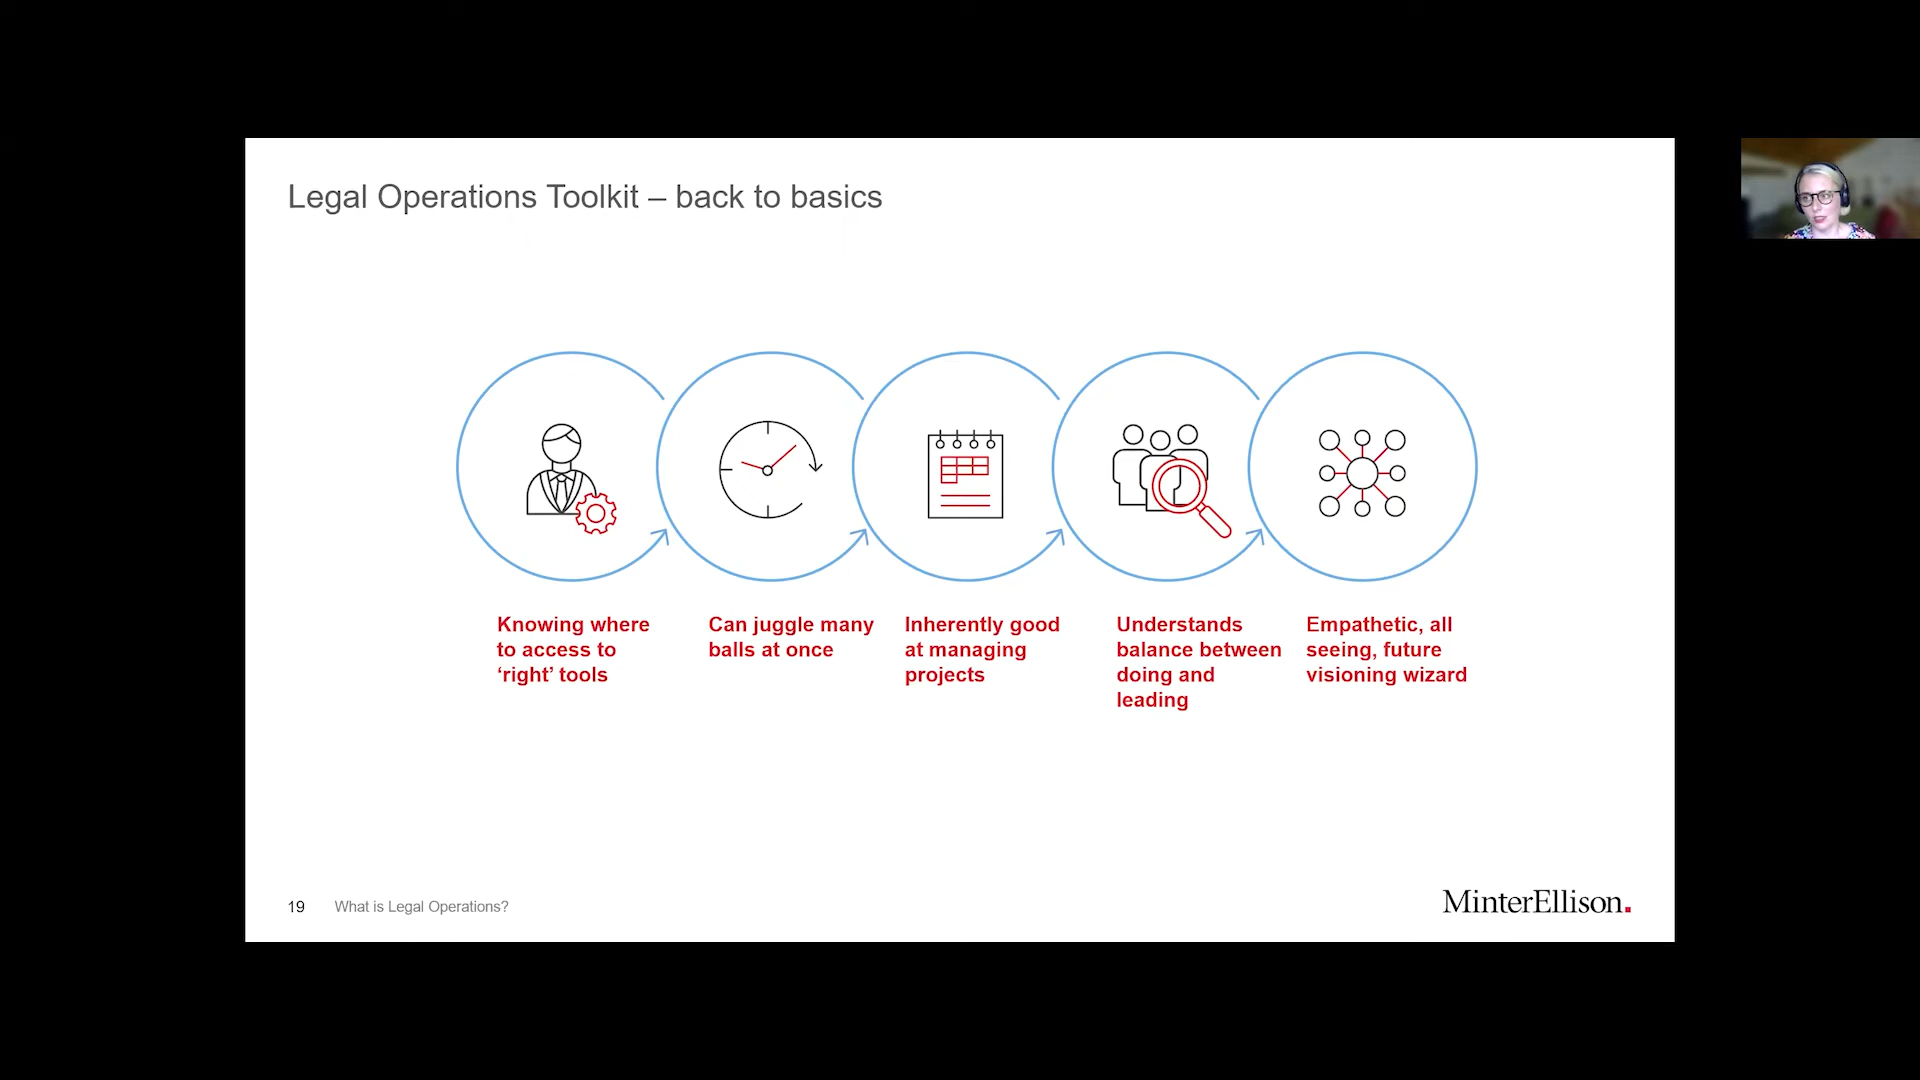 Legal Operations Toolkit – back to basics
Knowing where
to access to
‘right’ tools
Can juggle many
balls at once
Inherently good
at managing
projects
Understands
balance between
doing and
leading
Empathetic, all
seeing, future
visioning wizard
19
What is Legal Operations?
MinterEllison.